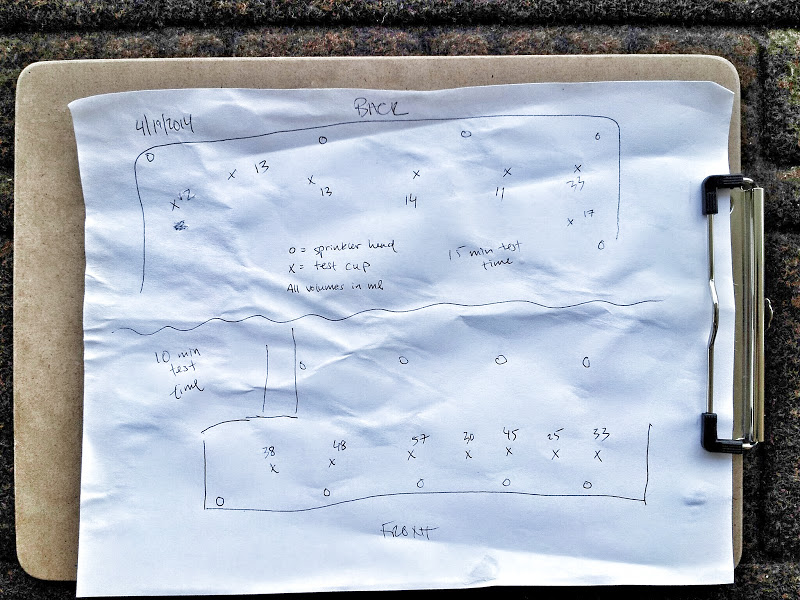 BACK
4/19/2014
o o o o
x 13 x x x
13 14 11 33
x 12 x 17
o
o = sprinkler head
x = test cup
All volumes in ml
15 min test
time
10 min
test
time
o o o o
38 48 57 30 45 25 33
x x x x x x x
o o o o o
FRONT